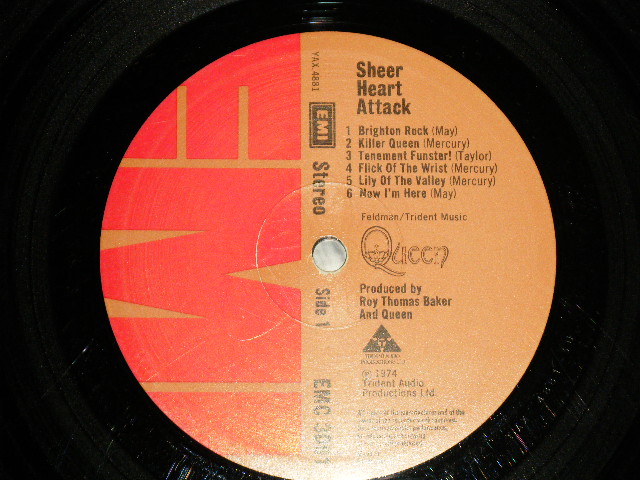 Sheer
Heart
Attack
1 Brighton Rock (May)
2 Killer Queen (Mercury)
3 Tenement Funster! (Taylor)
4 Flick Of The Wrist (Mercury)
5 Lily Of The Valley (Mercury)
6 Now I'm Here (May)
Feldman/Trident Music
Queen
Produced by
Roy Thomas Baker
And Queen
℗ 1974
Trident Audio
Productions Ltd.
YAX 4881
EMI
Stereo
Side 1
EMC
EMI